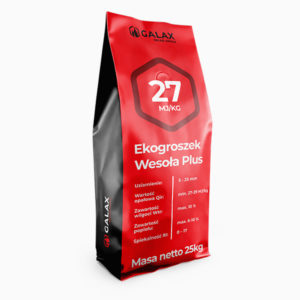 GALAX
27
MJ/KG
Ekogroszek
Wesoła Plus
Uziarnienie: 5 - 25 mm
Wartość
opałowa Qir: min. 27-29 MJ/kg
Zawartość
wilgoci Wtr: max. 10 %
Zawartość
popiołu: max. 6-10 %
Spiekalność RI: 0 - 17
Masa netto 25kg
GALAX